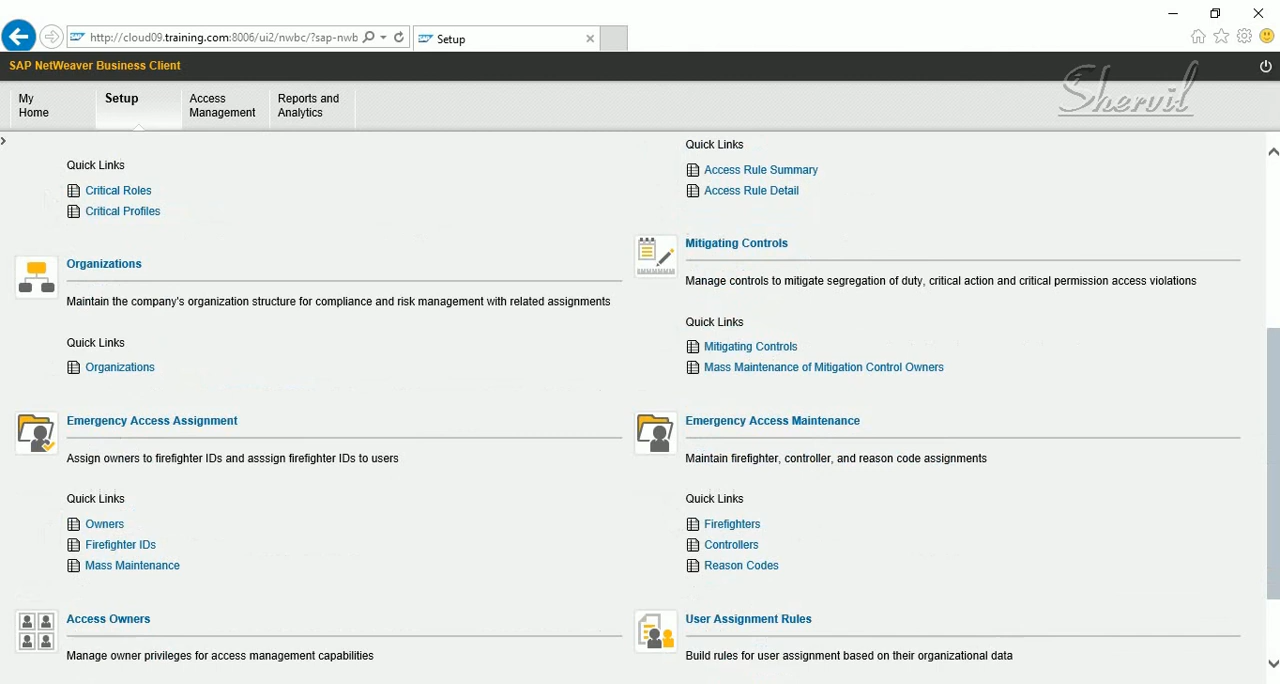 http://cloud09.training.com:8006/ui2/nwbc/?sap-nwb
Setup
SAP NetWeaver Business Client
My Home
Setup
Access Management
Reports and Analytics
Shervil
Quick Links
Critical Roles
Critical Profiles
Quick Links
Access Rule Summary
Access Rule Detail
Organizations
Maintain the company's organization structure for compliance and risk management with related assignments
Quick Links
Organizations
Mitigating Controls
Manage controls to mitigate segregation of duty, critical action and critical permission access violations
Quick Links
Mitigating Controls
Mass Maintenance of Mitigation Control Owners
Emergency Access Assignment
Assign owners to firefighter IDs and asssign firefighter IDs to users
Quick Links
Owners
Firefighter IDs
Mass Maintenance
Emergency Access Maintenance
Maintain firefighter, controller, and reason code assignments
Quick Links
Firefighters
Controllers
Reason Codes
Access Owners
Manage owner privileges for access management capabilities
User Assignment Rules
Build rules for user assignment based on their organizational data